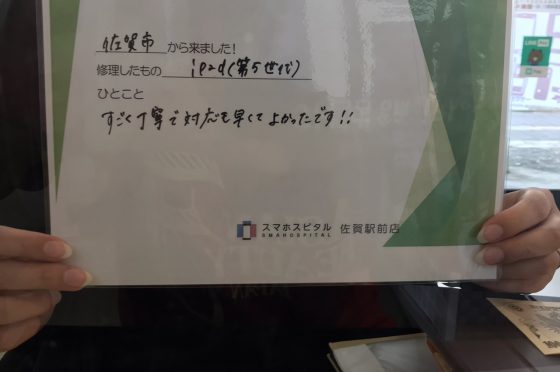 佐賀市 から来ました!
修理したもの ipad(第5世代)
ひとこと
すごく丁寧で対応も早くてよかったです!!
スマホスピタル 佐賀駅前店
SMAHOSPITAL
LINE